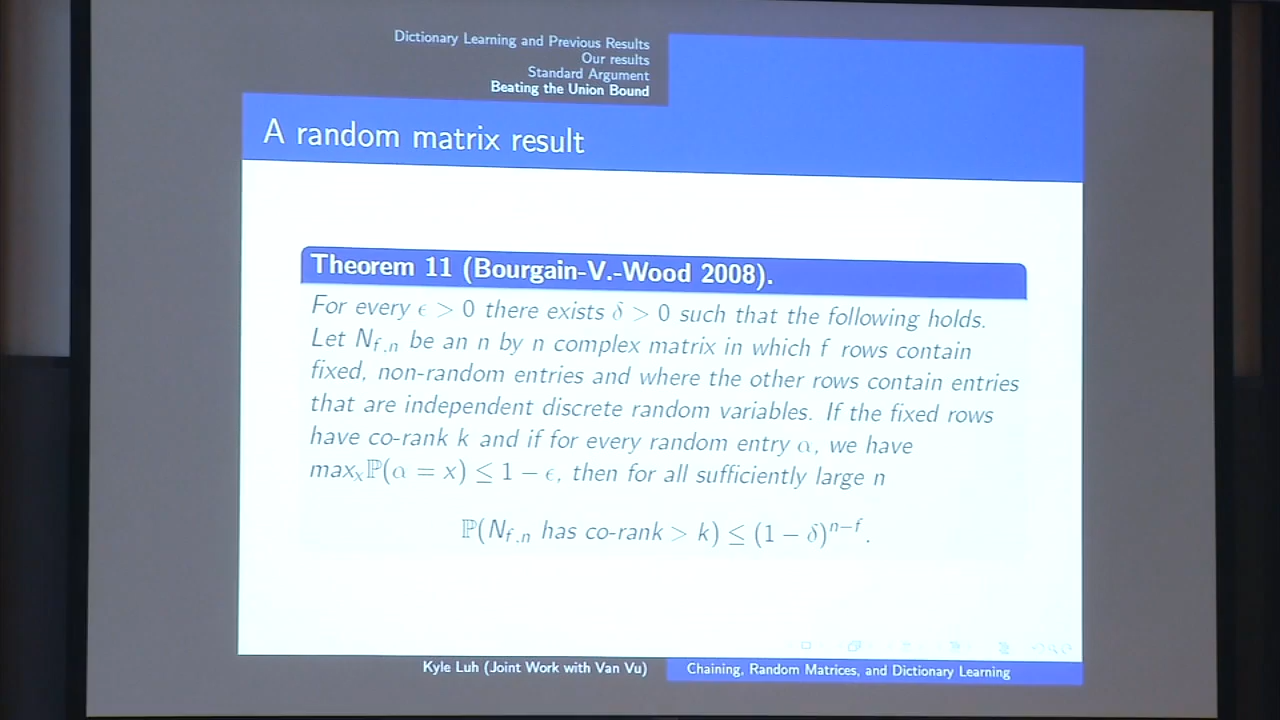 Dictionary Learning and Previous Results
Our results
Standard Argument
Beating the Union Bound
A random matrix result
Theorem 11 (Bourgain-V.-Wood 2008).
For every ϵ > 0 there exists δ > 0 such that the following holds.
Let N_{f,n} be an n by n complex matrix in which f rows contain
fixed, non-random entries and where the other rows contain entries
that are independent discrete random variables. If the fixed rows
have co-rank k and if for every random entry α, we have
max_x ℙ(α = x) ≤ 1 − ϵ, then for all sufficiently large n
ℙ(N_{f,n} has co-rank > k) ≤ (1 − δ)^{n−f}.
Kyle Luh (Joint Work with Van Vu)
Chaining, Random Matrices, and Dictionary Learning